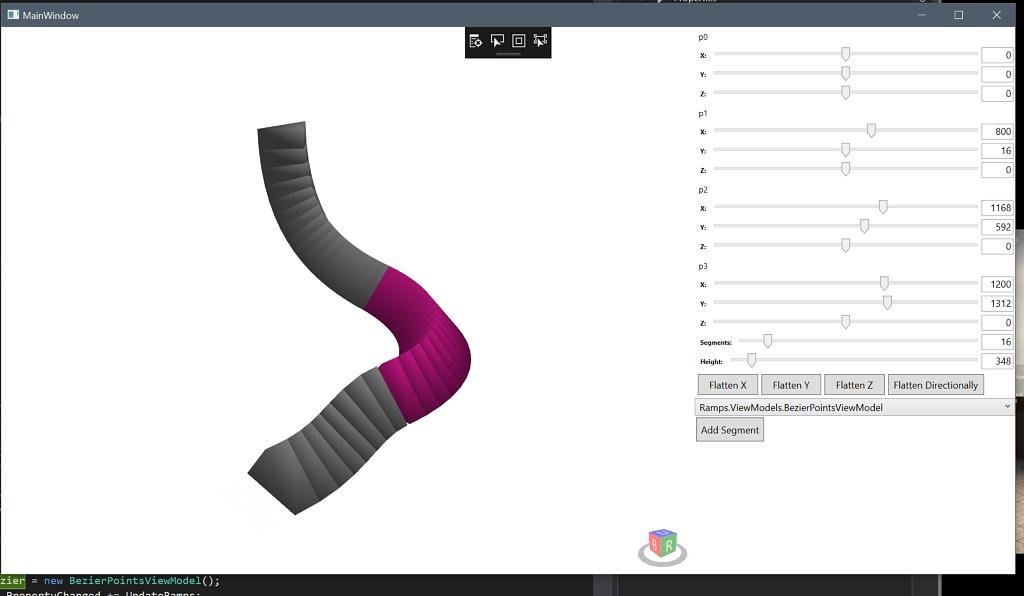 Properties
MainWindow
p0
X: 0
Y: 0
Z: 0
p1
X: 800
Y: 16
Z: 0
p2
X: 1168
Y: 592
Z: 0
p3
X: 1200
Y: 1312
Z: 0
Segments: 16
Height: 348
Flatten X Flatten Y Flatten Z Flatten Directionally
Ramps.ViewModels.BezierPointsViewModel
Add Segment
B R
zier = new BezierPointsViewModel();
PropertyChanged += UpdateRamps;